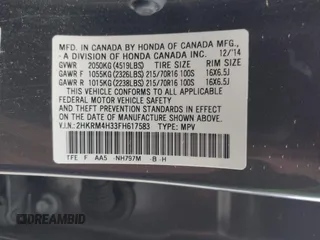 MFD. IN CANADA BY HONDA OF CANADA MFG.,
- A DIVISION OF HONDA CANADA INC. 12/'14
GVWR 2050KG (4519LBS) TIRE SIZE RIM SIZE
GAWR F 1055KG (2326LBS) 215/70R16 100S 16X6.5J
GAWR R 1015KG (2238LBS) 215/70R16 100S 16X6.5J
THIS VEHICLE CONFORMS TO ALL APPLICABLE
FEDERAL MOTOR VEHICLE SAFETY, BUMPER,
AND THEFT PREVENTION STANDARDS IN EFFECT
ON THE DATE OF MANUFACTURE SHOWN ABOVE.
V.I.N.: 2HKRM4H33FH617583 TYPE: MPV
TFE F AA5 NH797M -B-H
DREAMBID